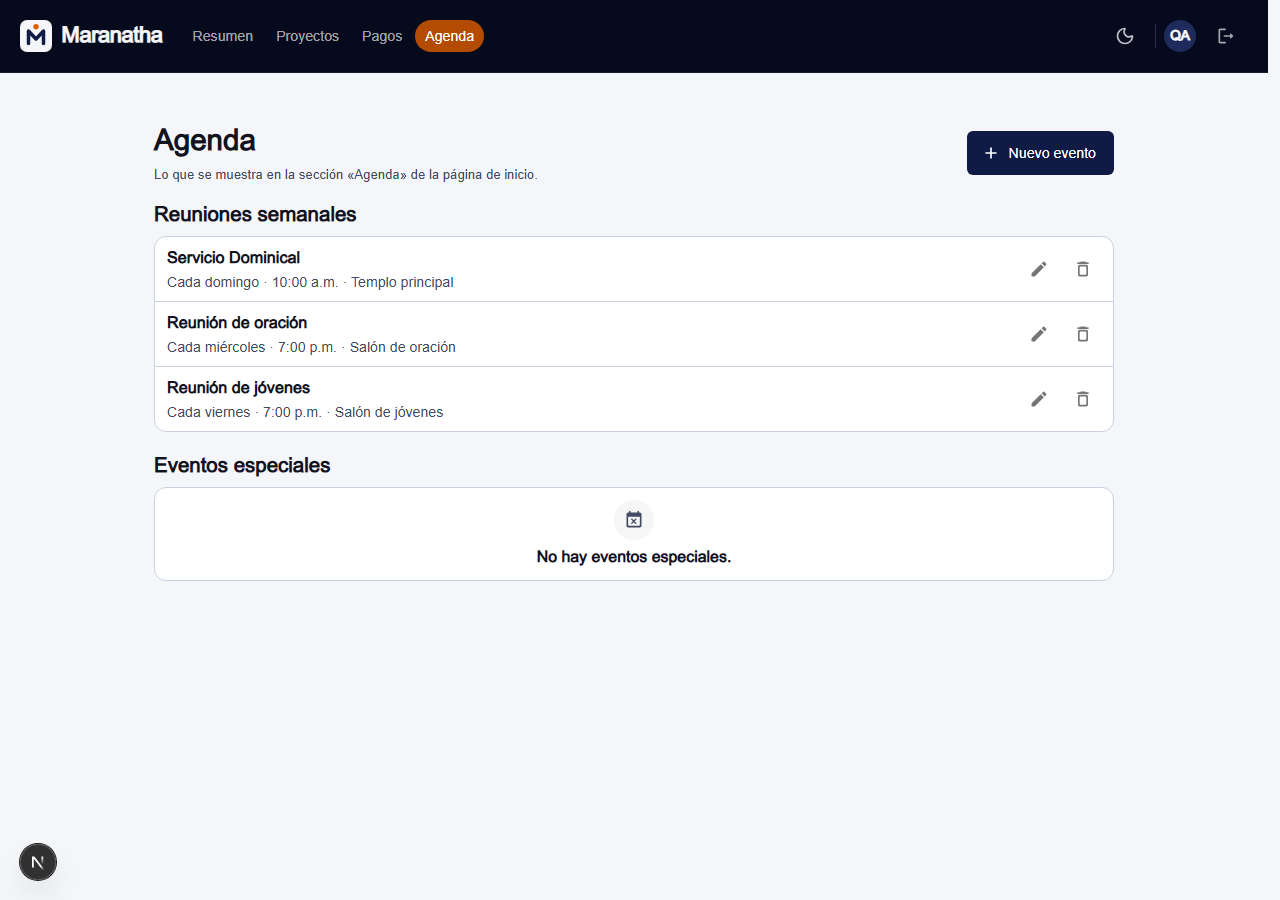 Maranatha
Resumen
Proyectos
Pagos
Agenda
QA
Agenda
Nuevo evento
Lo que se muestra en la sección «Agenda» de la página de inicio.
Reuniones semanales
Servicio Dominical
Cada domingo · 10:00 a.m. · Templo principal
Reunión de oración
Cada miércoles · 7:00 p.m. · Salón de oración
Reunión de jóvenes
Cada viernes · 7:00 p.m. · Salón de jóvenes
Eventos especiales
No hay eventos especiales.
N